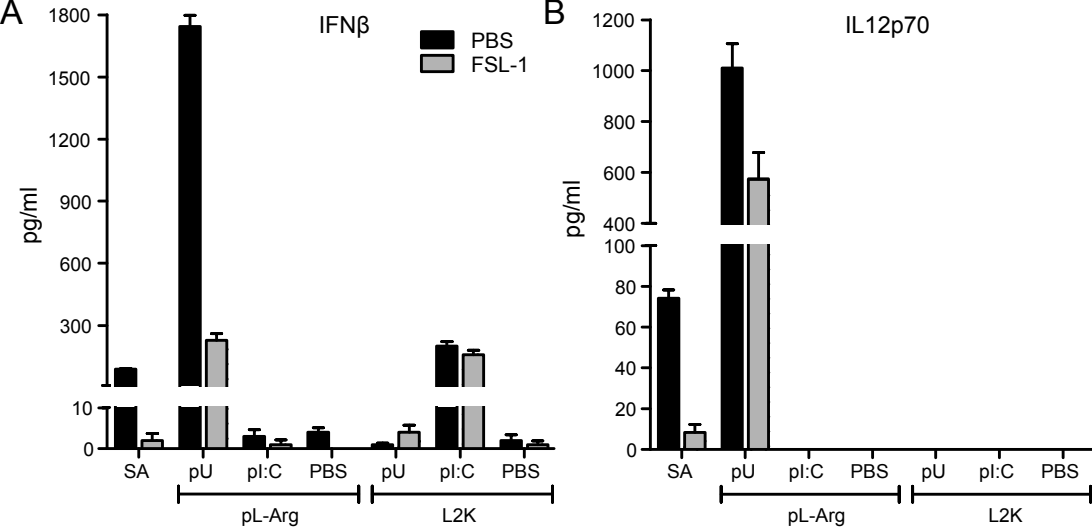 A
IFNβ
PBS
FSL-1
pg/ml
1800
1500
1200
900
600
300
10
0
SA
pU
pI:C
PBS
pU
pI:C
PBS
pL-Arg
L2K
B
IL12p70
pg/ml
1200
1000
800
600
400
100
80
60
40
20
0
SA
pU
pI:C
PBS
pU
pI:C
PBS
pL-Arg
L2K